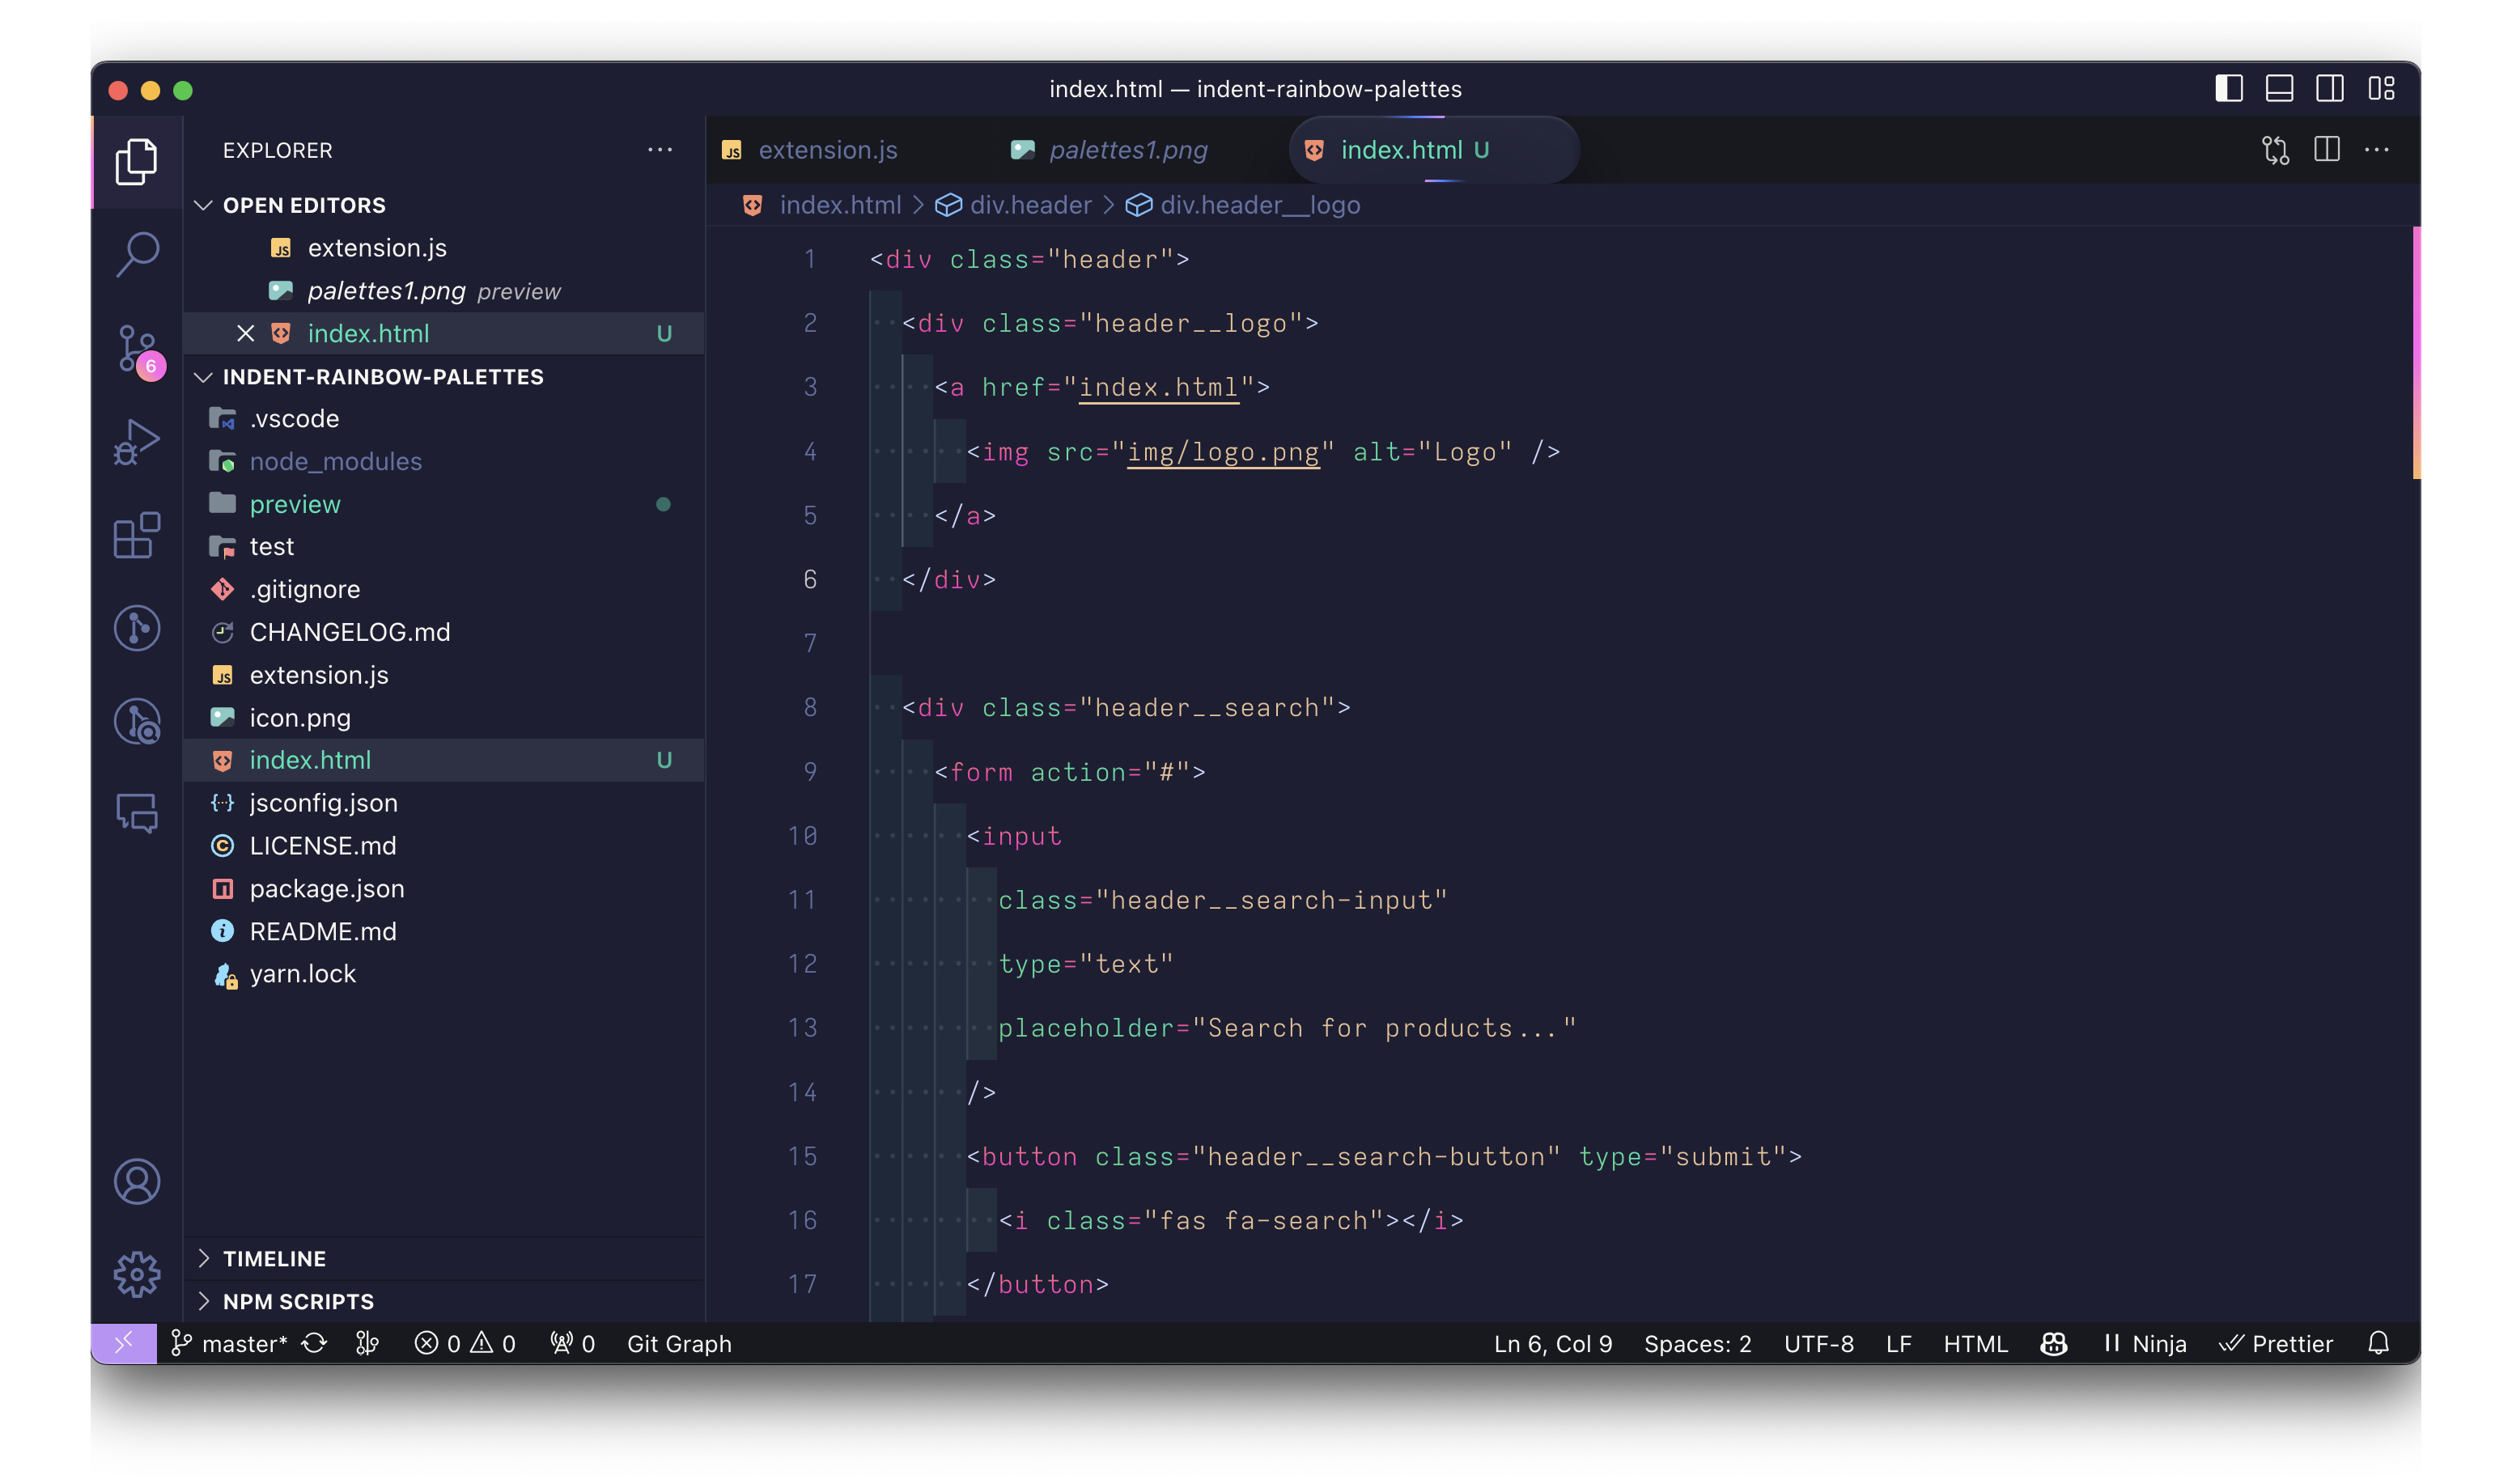 index.html — indent-rainbow-palettes
EXPLORER
OPEN EDITORS
extension.js
palettes1.png preview
index.html U
INDENT-RAINBOW-PALETTES
.vscode
node_modules
preview
test
.gitignore
CHANGELOG.md
extension.js
icon.png
index.html U
jsconfig.json
LICENSE.md
package.json
README.md
yarn.lock
TIMELINE
NPM SCRIPTS
6
extension.js palettes1.png index.html U
index.html > div.header > div.header__logo
1 <div class="header">
2 <div class="header__logo">
3 <a href="index.html">
4 <img src="img/logo.png" alt="Logo" />
5 </a>
6 </div>
7
8 <div class="header__search">
9 <form action="#">
10 <input
11 class="header__search-input"
12 type="text"
13 placeholder="Search for products..."
14 />
15 <button class="header__search-button" type="submit">
16 <i class="fas fa-search"></i>
17 </button>
master* 0 0 0 Git Graph Ln 6, Col 9 Spaces: 2 UTF-8 LF HTML Ninja Prettier